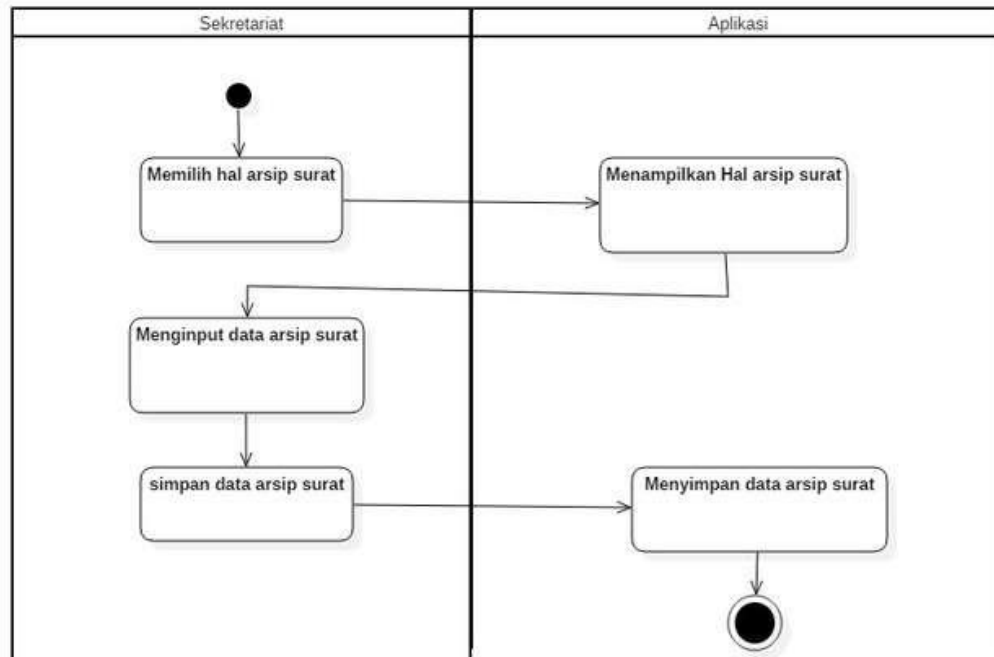 Sekretariat
Aplikasi
Memilih hal arsip surat
Menampilkan Hal arsip surat
Menginput data arsip surat
simpan data arsip surat
Menyimpan data arsip surat